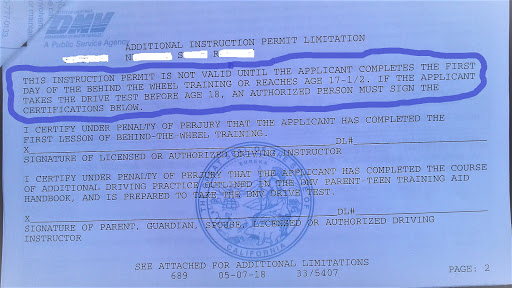 DMV
A Public Service Agency
ADDITIONAL INSTRUCTION PERMIT LIMITATION
THIS INSTRUCTION PERMIT IS NOT VALID UNTIL THE APPLICANT COMPLETES THE FIRST
DAY OF THE BEHIND THE WHEEL TRAINING OR REACHES AGE 17-1/2. IF THE APPLICANT
TAKES THE DRIVE TEST BEFORE AGE 18, AN AUTHORIZED PERSON MUST SIGN THE
CERTIFICATIONS BELOW.
I CERTIFY UNDER PENALTY OF PERJURY THAT THE APPLICANT HAS COMPLETED THE
FIRST LESSON OF BEHIND-THE-WHEEL TRAINING.
X DL#
SIGNATURE OF LICENSED OR AUTHORIZED DRIVING INSTRUCTOR
I CERTIFY UNDER PENALTY OF PERJURY THAT THE APPLICANT HAS COMPLETED THE COURSE
OF ADDITIONAL DRIVING PRACTICE OUTLINED IN THE DMV PARENT-TEEN TRAINING AID
HANDBOOK, AND IS PREPARED TO TAKE THE DMV DRIVE TEST.
X DL#
SIGNATURE OF PARENT, GUARDIAN, SPOUSE, LICENSED OR AUTHORIZED DRIVING
INSTRUCTOR
CALIFORNIA
SEE ATTACHED FOR ADDITIONAL LIMITATIONS
689 05-07-18 33/5407 PAGE: 2